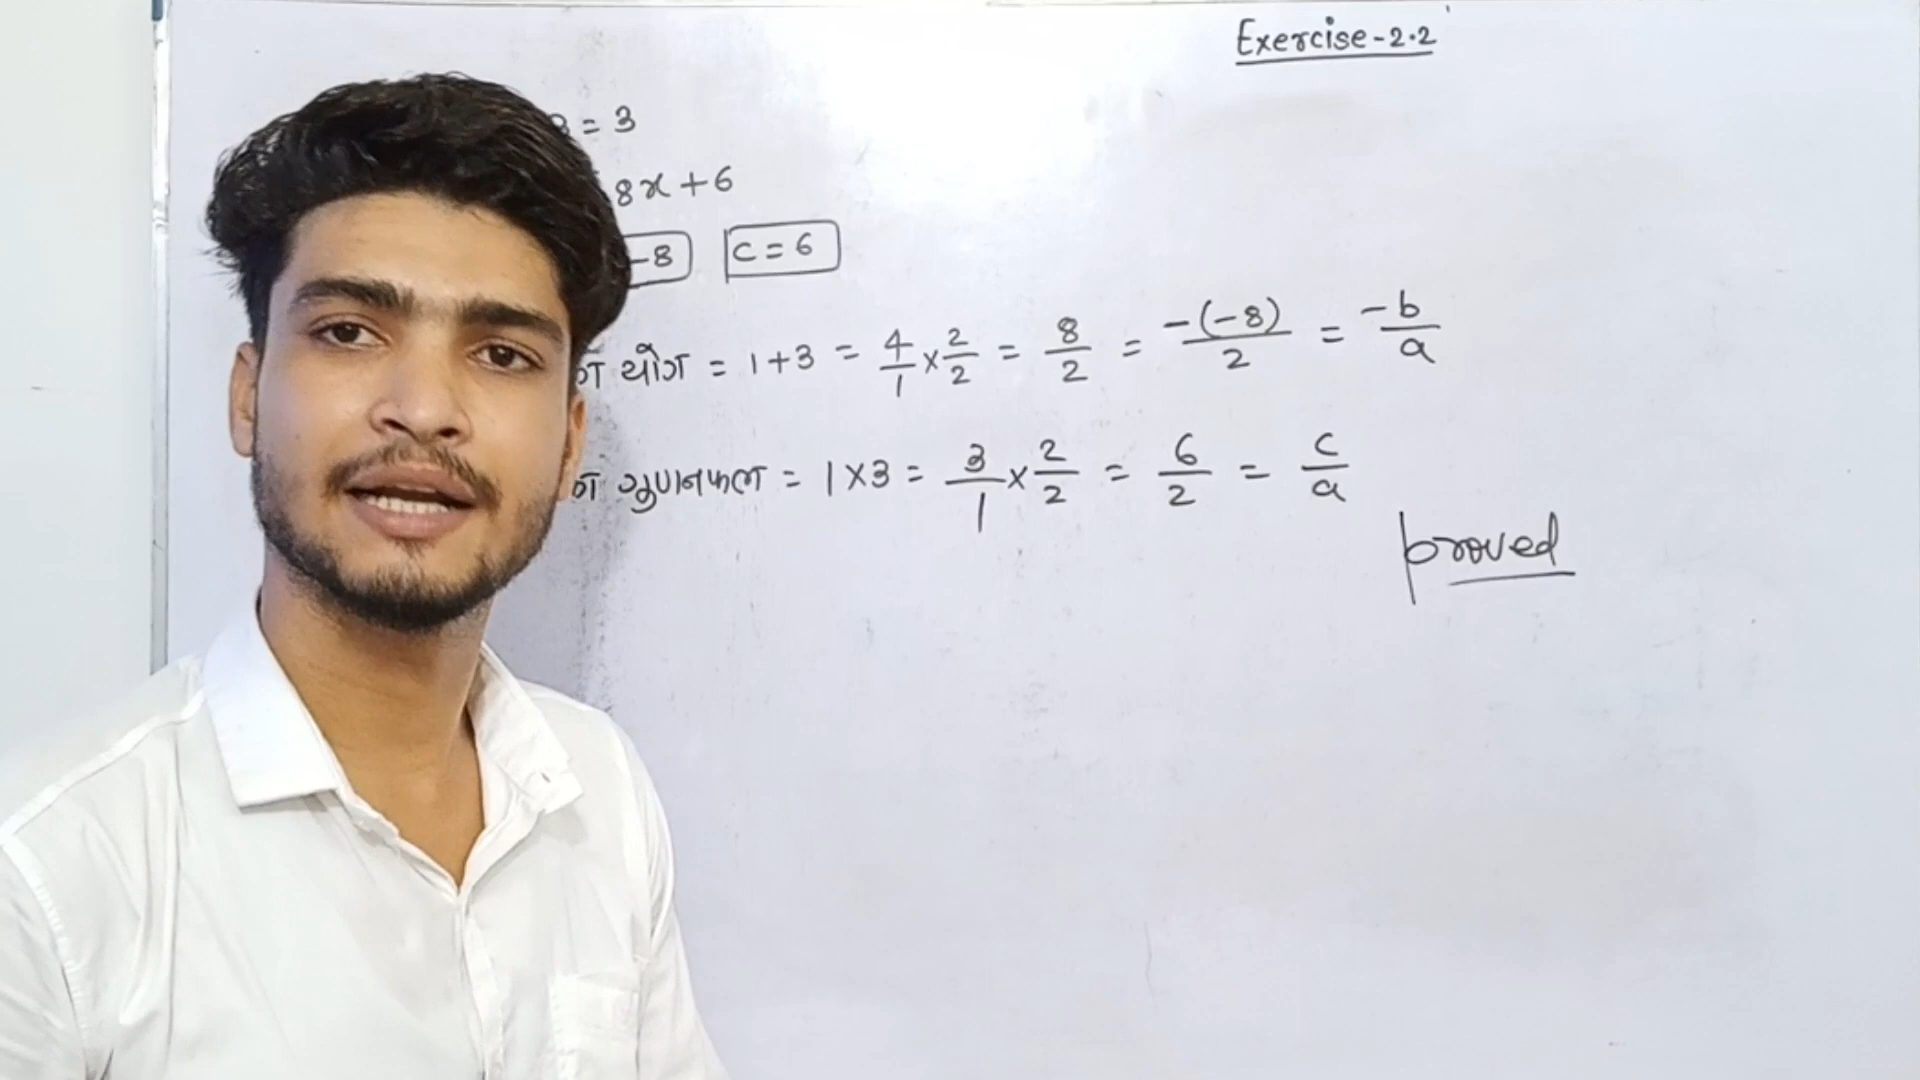 Exercise-2.2
= 3
8x+6
-8 c=6
योग = 1+3 = 4/1 × 2/2 = 8/2 = -(-8)/2 = -b/a
गुणनफल = 1×3 = 3/1 × 2/2 = 6/2 = c/a
proved